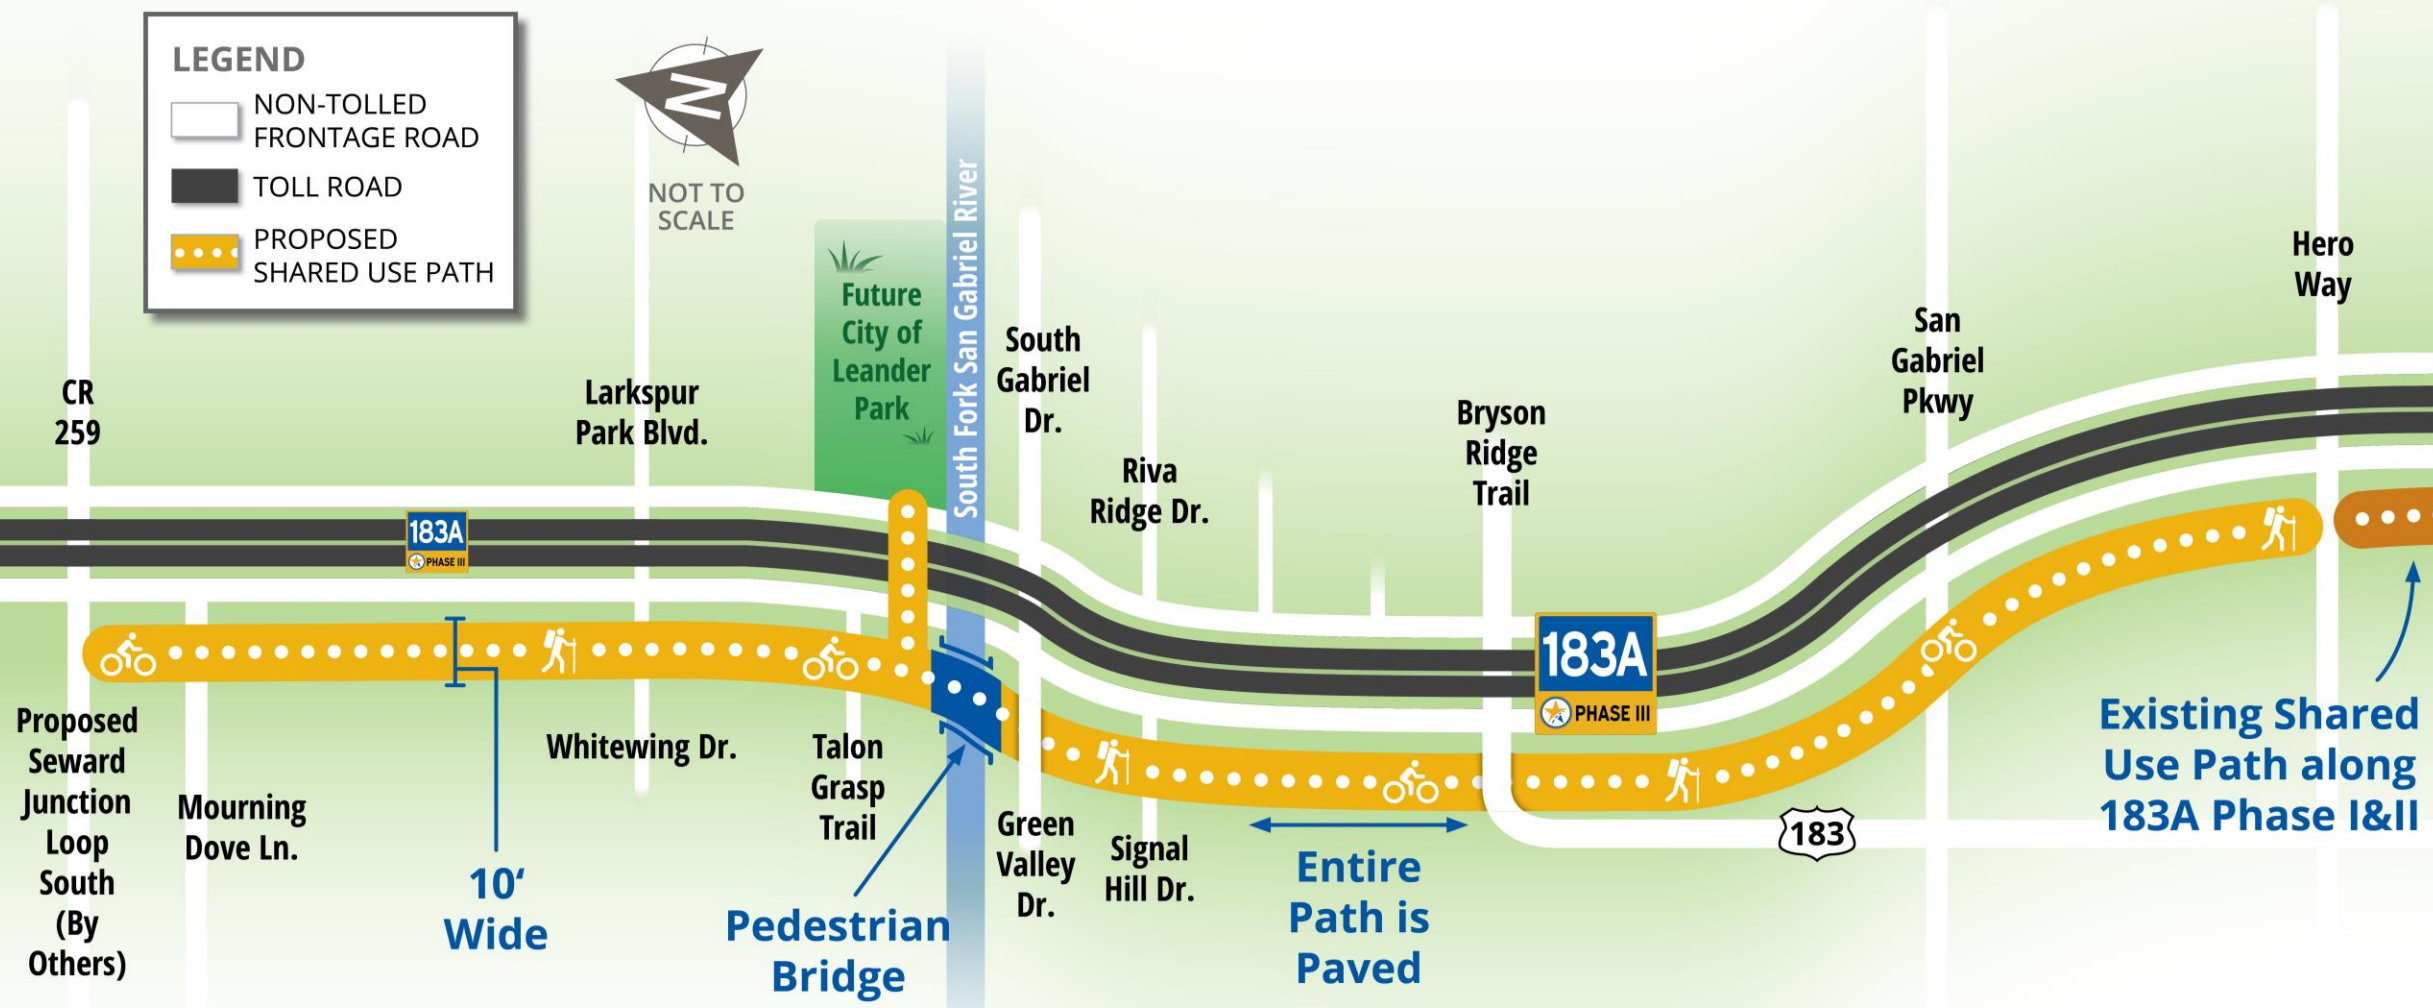 LEGEND
NON-TOLLED
FRONTAGE ROAD
TOLL ROAD
PROPOSED
SHARED USE PATH
N
NOT TO
SCALE
CR
259
Larkspur
Park Blvd.
Future
City of
Leander
Park
South Fork San Gabriel River
South
Gabriel
Dr.
Riva
Ridge Dr.
Bryson
Ridge
Trail
San
Gabriel
Pkwy
Hero
Way
183A
PHASE III
183A
PHASE III
Proposed
Seward
Junction
Loop
South
(By
Others)
Mourning
Dove Ln.
10‘
Wide
Whitewing Dr.
Talon
Grasp
Trail
Pedestrian
Bridge
Green
Valley
Dr.
Signal
Hill Dr.
Entire
Path is
Paved
183
Existing Shared
Use Path along
183A Phase I&II